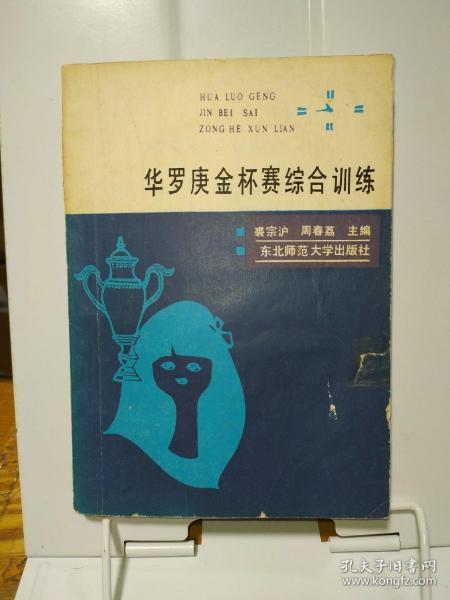 HUA LUO GENG
JIN BEI SAI
ZONG HE XUN LIAN
华罗庚金杯赛综合训练
裘宗沪 周春荔 主编
东北师范大学出版社
孔夫子旧书网
www.kongfz.com